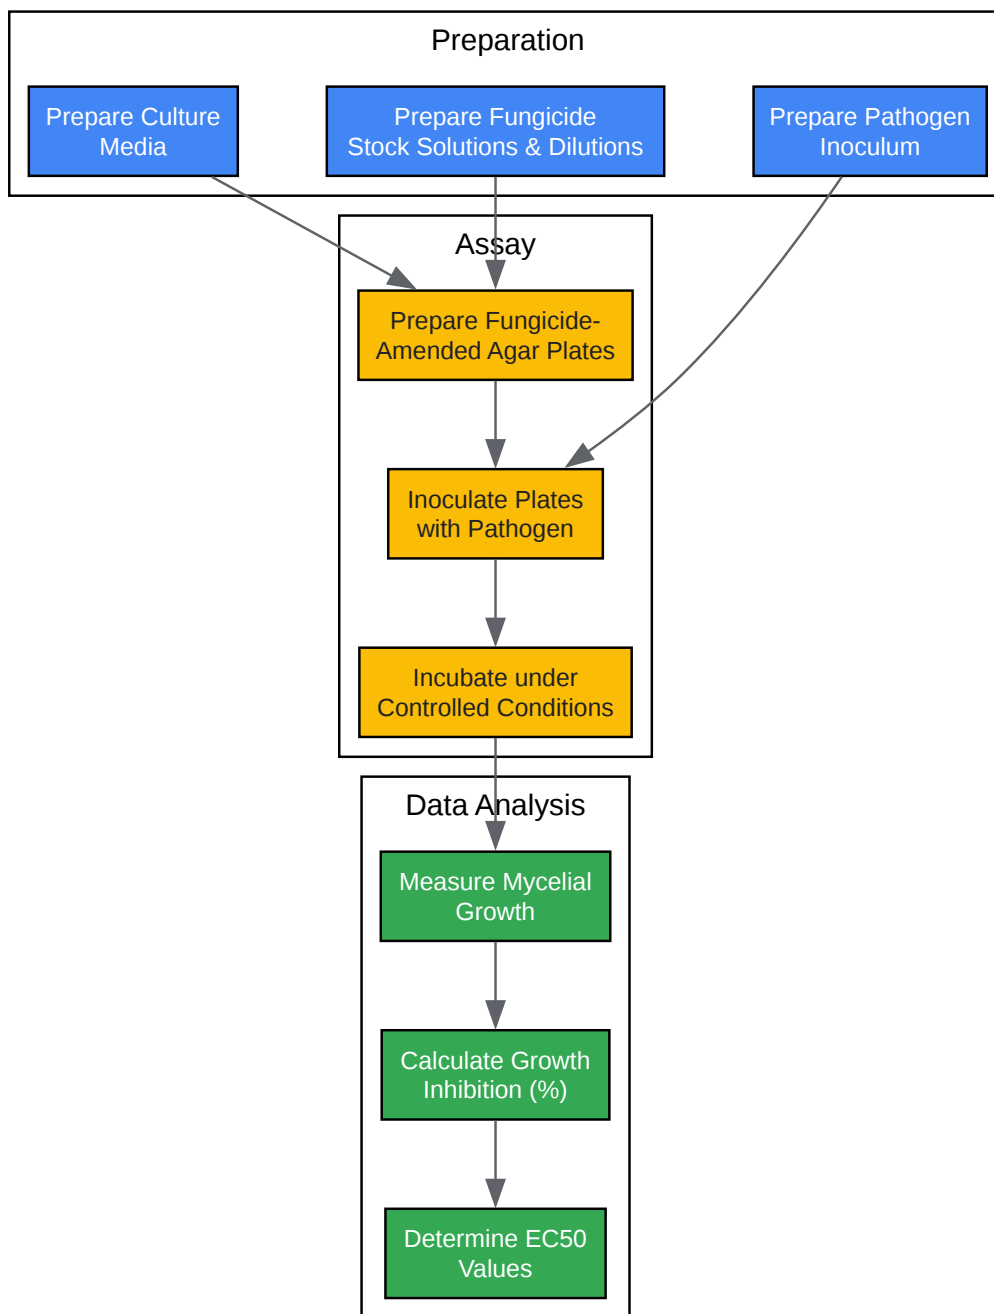 Preparation
Prepare Culture
Media
Prepare Fungicide
Stock Solutions & Dilutions
Prepare Pathogen
Inoculum
Assay
Prepare Fungicide-
Amended Agar Plates
Inoculate Plates
with Pathogen
Incubate under
Controlled Conditions
Data Analysis
Measure Mycelial
Growth
Calculate Growth
Inhibition (%)
Determine EC50
Values